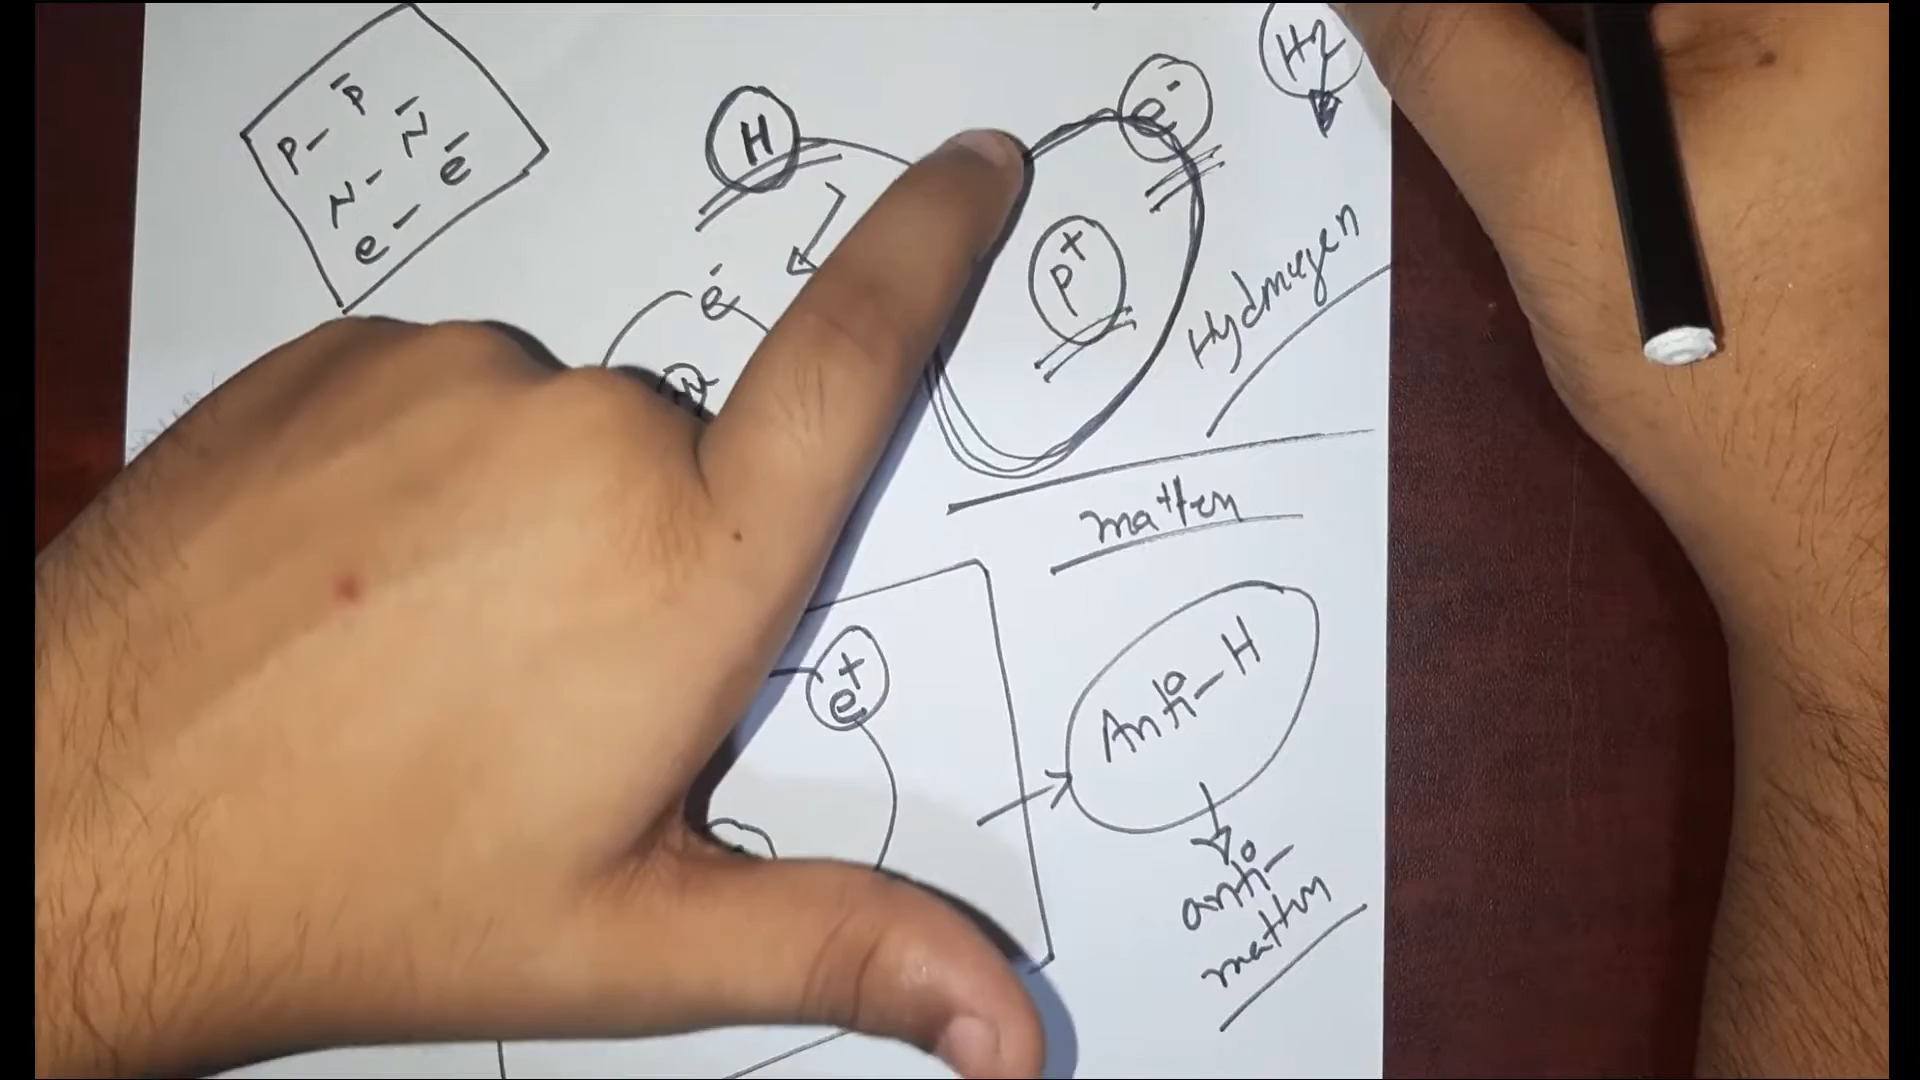 P- P̄
N- N̄
e- ē
H
e-
P+
H2
Hydrogen
e-
matter
e+
Anti-H
anti-
matter